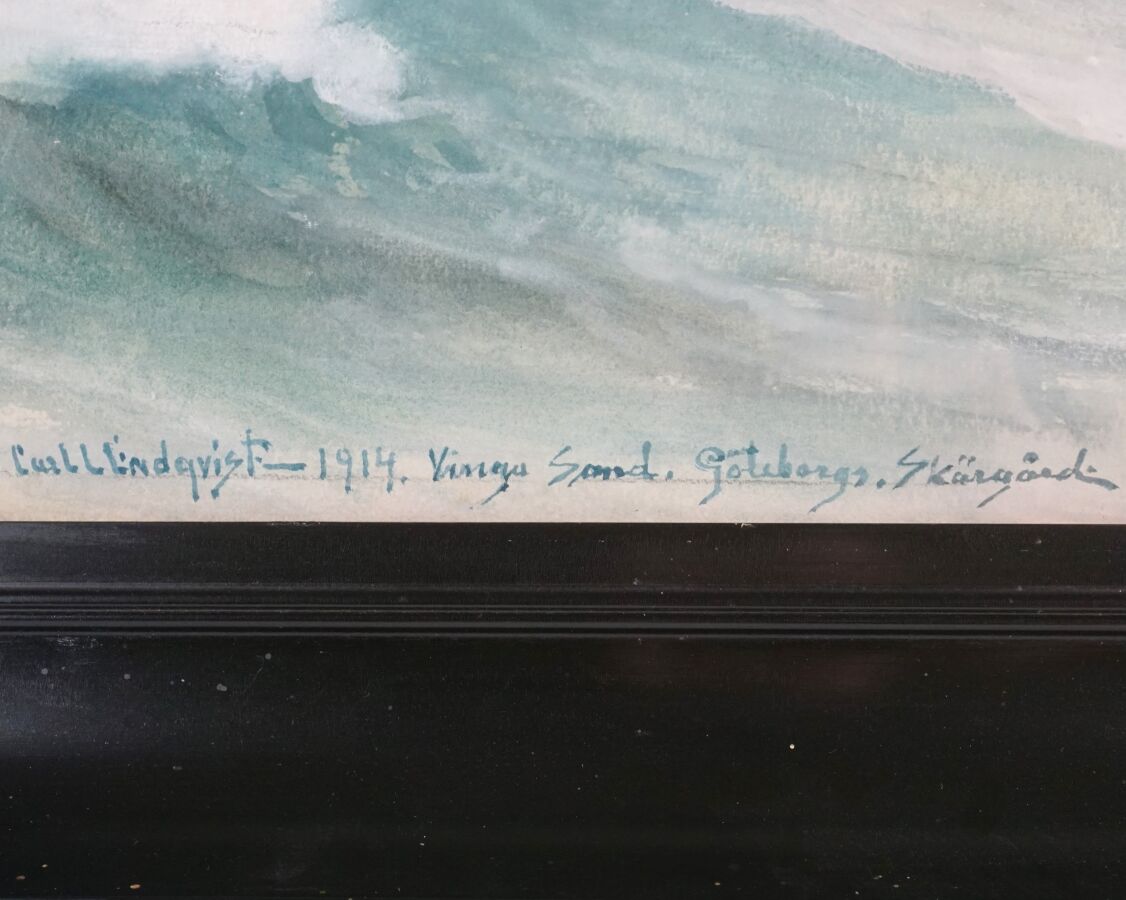 Carl L Lindqvist — 1914. Vinga Sand. Göteborgs. Skärgård